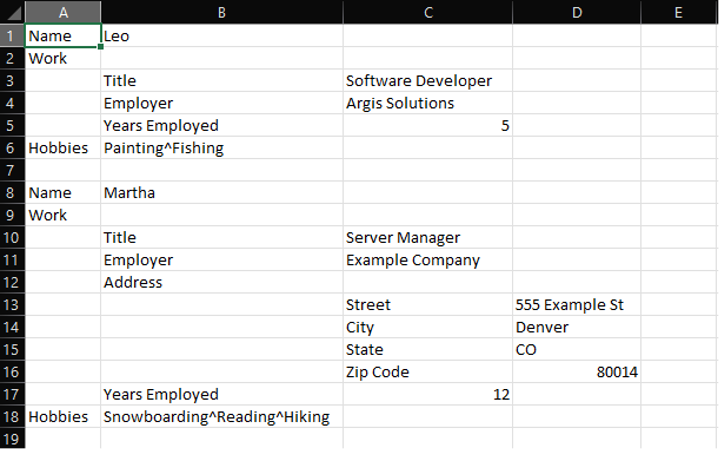 A B C D E
1 Name Leo
2 Work
3 Title Software Developer
4 Employer Argis Solutions
5 Years Employed 5
6 Hobbies Painting^Fishing
7
8 Name Martha
9 Work
10 Title Server Manager
11 Employer Example Company
12 Address
13 Street 555 Example St
14 City Denver
15 State CO
16 Zip Code 80014
17 Years Employed 12
18 Hobbies Snowboarding^Reading^Hiking
19